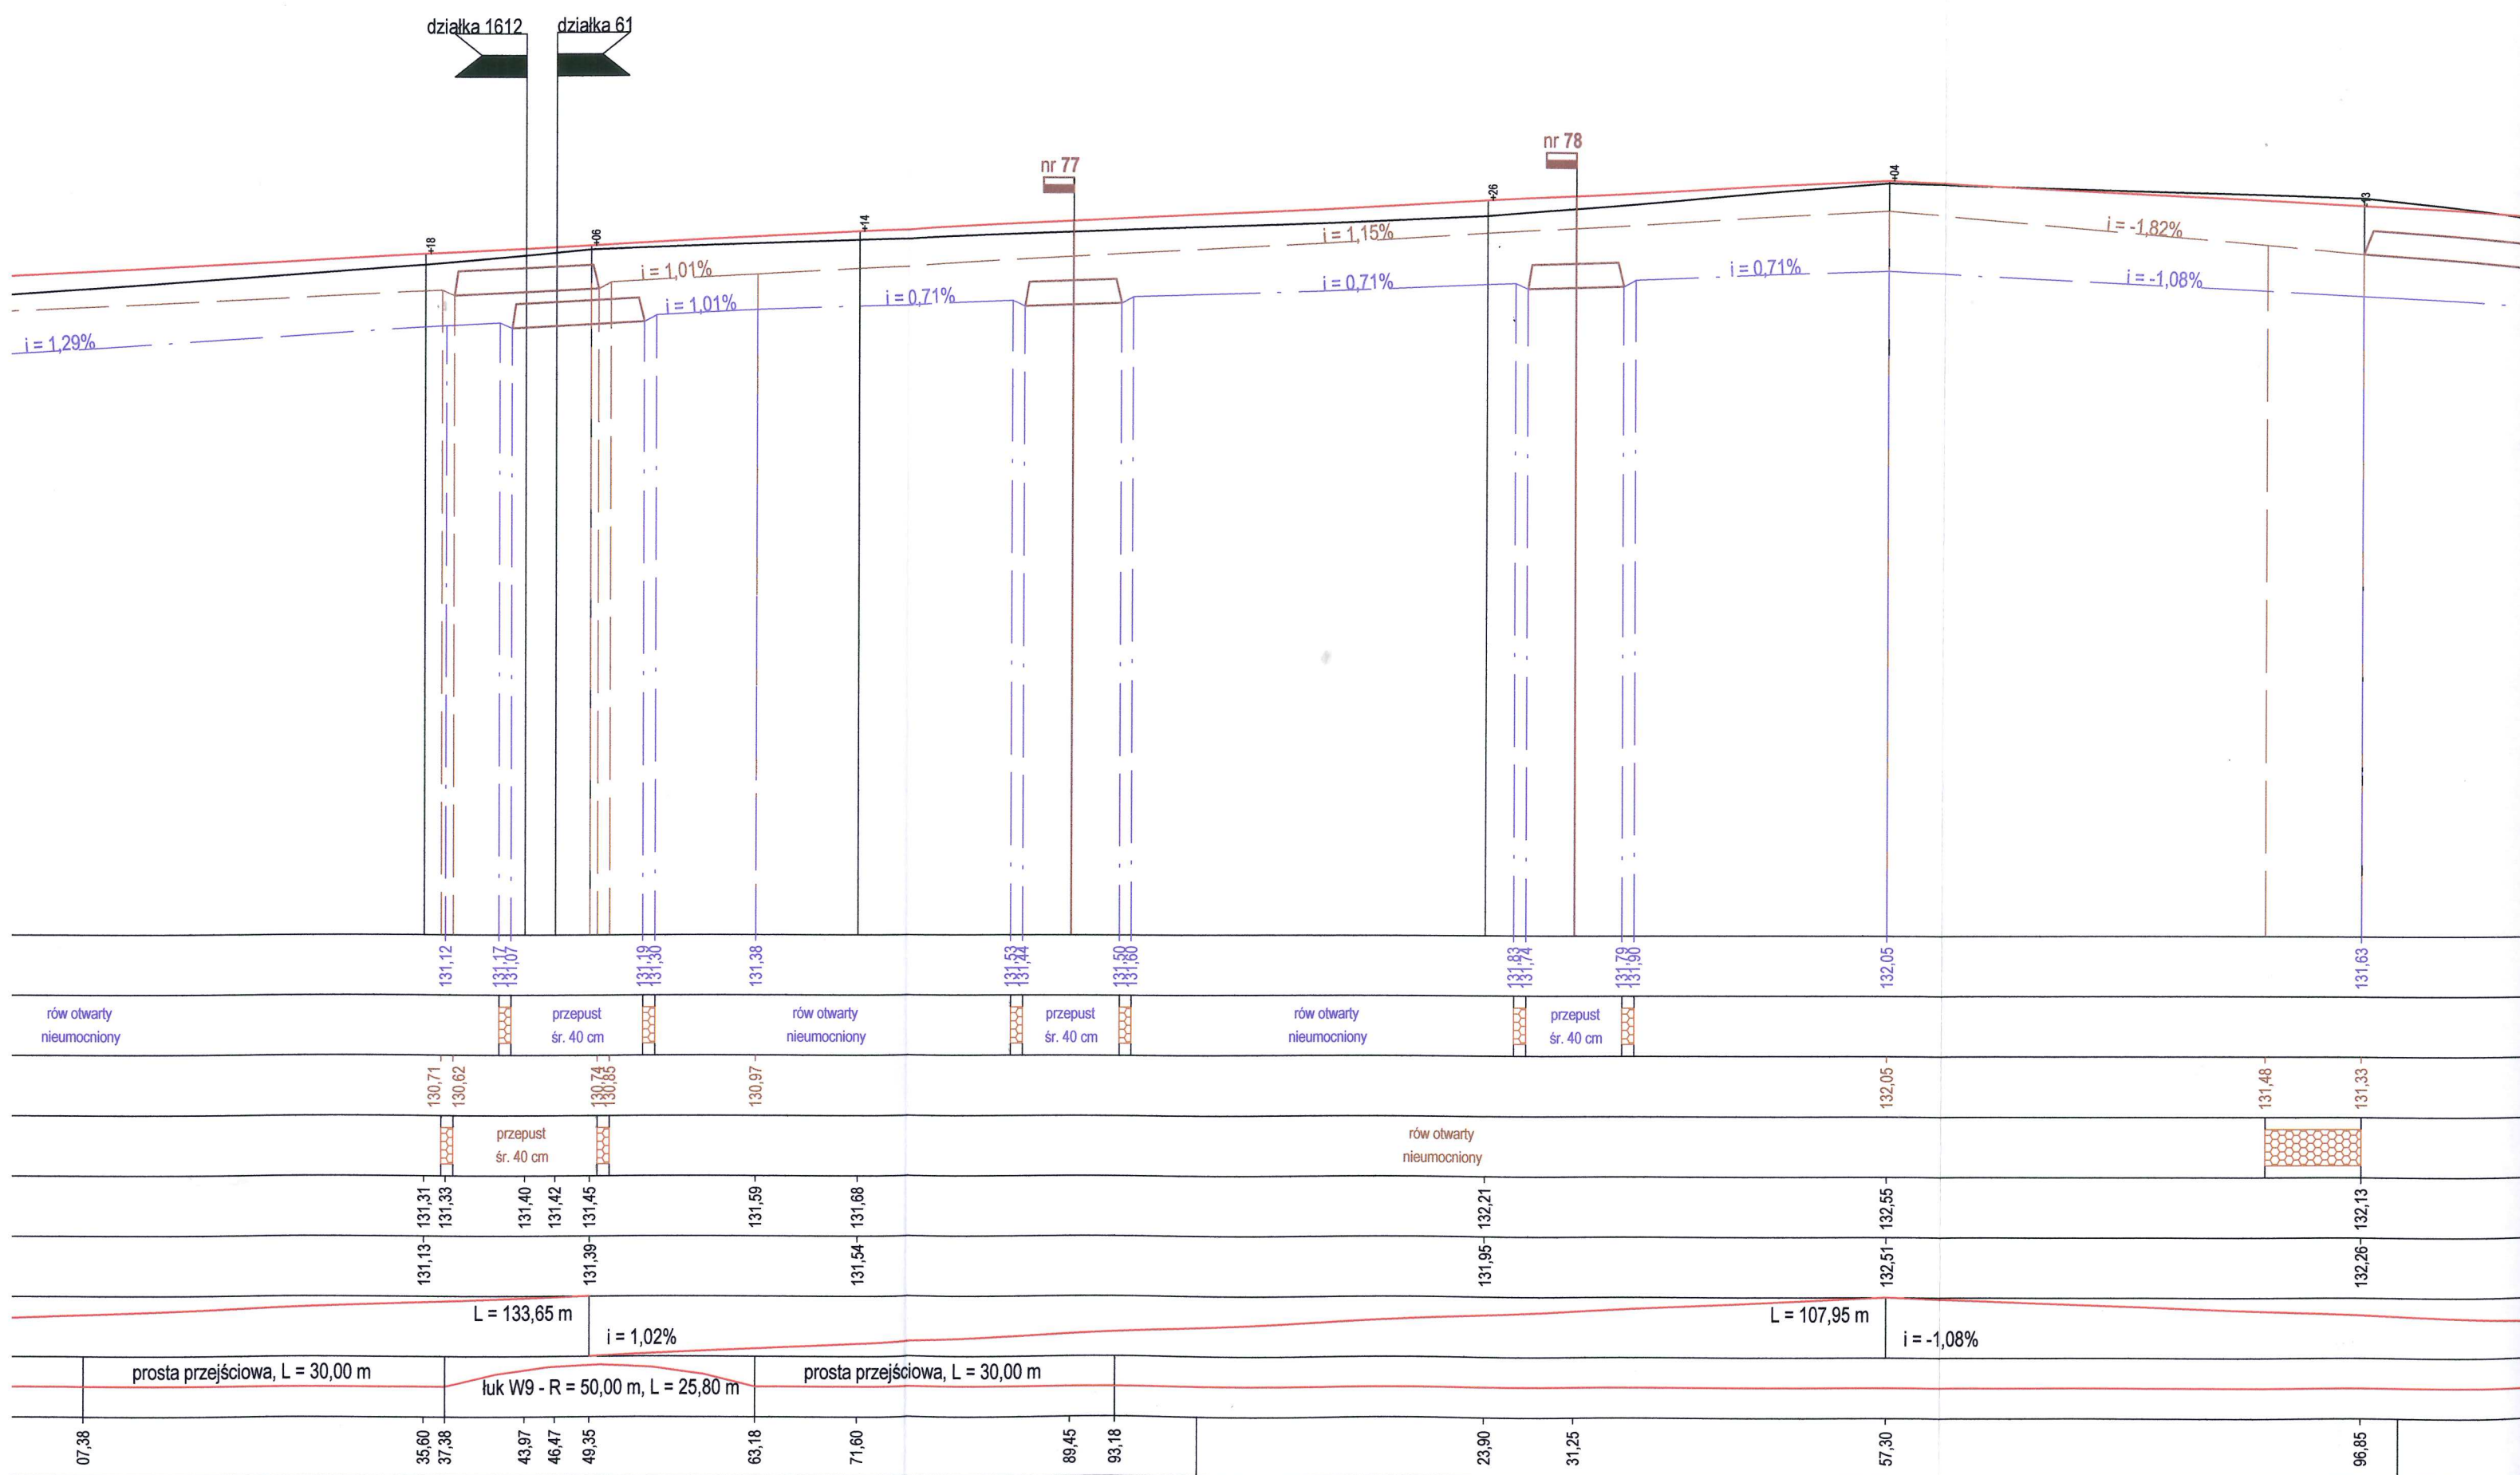 działka 1612
działka 61
nr 77
nr 78
+18
+06
+14
+26
+04
-13
i = 1,29%
i = 1,01%
i = 1,01%
i = 0,71%
i = 1,15%
i = 0,71%
i = 0,71%
i = -1,82%
i = -1,08%
131,12
131,17
131,07
131,19
131,30
131,38
131,53
131,44
131,50
131,60
131,83
131,74
131,79
131,90
132,05
131,63
rów otwarty
nieumocniony
przepust
śr. 40 cm
rów otwarty
nieumocniony
przepust
śr. 40 cm
rów otwarty
nieumocniony
przepust
śr. 40 cm
130,71
130,62
130,74
130,85
130,97
132,05
131,48
131,33
przepust
śr. 40 cm
rów otwarty
nieumocniony
131,31
131,33
131,40
131,42
131,45
131,59
131,68
132,21
132,55
132,13
131,13
131,39
131,54
131,95
132,51
132,26
L = 133,65 m
i = 1,02%
L = 107,95 m
i = -1,08%
prosta przejściowa, L = 30,00 m
łuk W9 - R = 50,00 m, L = 25,80 m
prosta przejściowa, L = 30,00 m
07,38
35,60
37,38
43,97
46,47
49,35
63,18
71,60
89,45
93,18
23,90
31,25
57,30
96,85